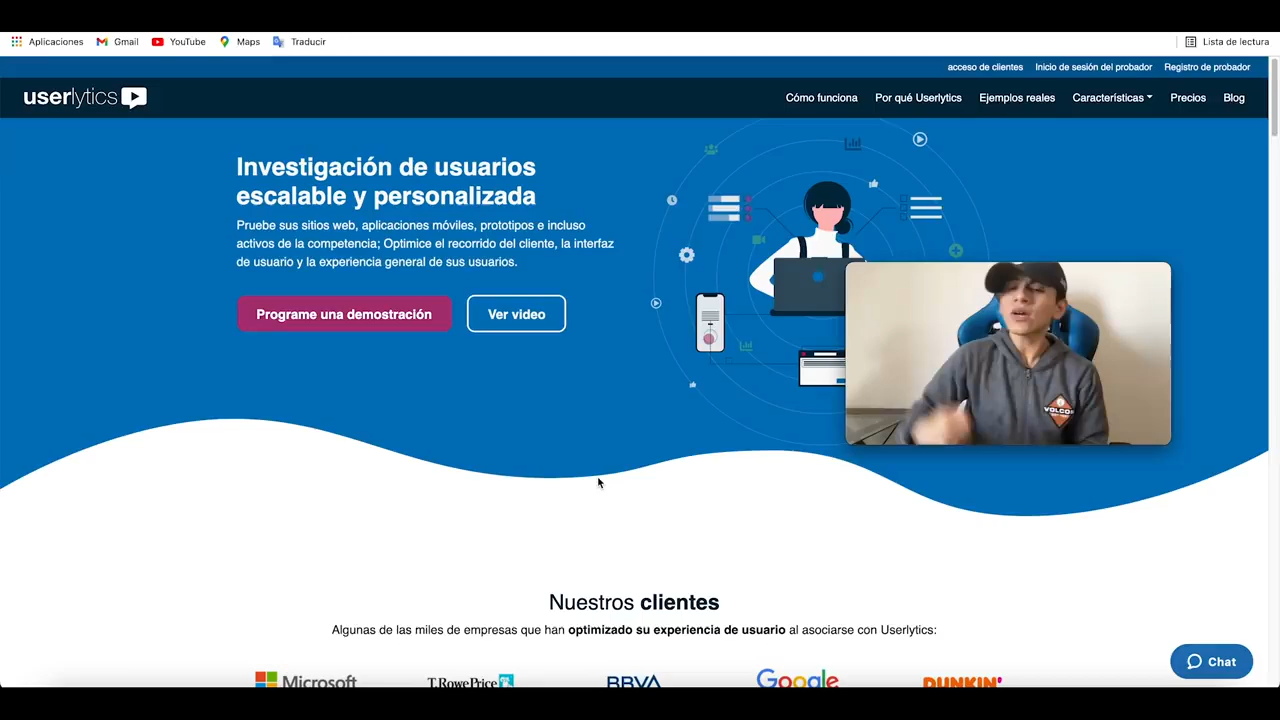 Aplicaciones Gmail YouTube Maps Traducir Lista de lectura
acceso de clientes Inicio de sesión del probador Registro de probador
userlytics Cómo funciona Por qué Userlytics Ejemplos reales Características Precios Blog
Investigación de usuarios
escalable y personalizada
Pruebe sus sitios web, aplicaciones móviles, prototipos e incluso
activos de la competencia; Optimice el recorrido del cliente, la interfaz
de usuario y la experiencia general de sus usuarios.
Programe una demostración Ver video
VOLCOM
Nuestros clientes
Algunas de las miles de empresas que han optimizado su experiencia de usuario al asociarse con Userlytics:
Chat
Microsoft T.RowePrice BBVA Google DUNKIN'